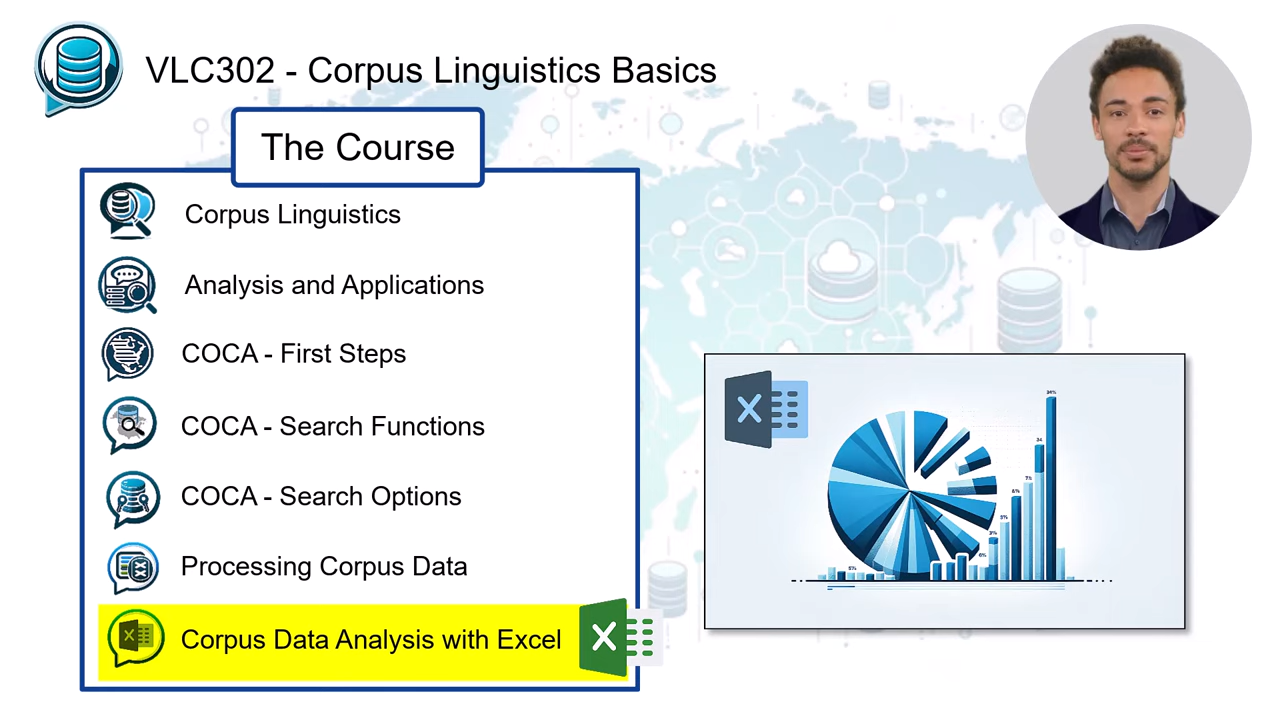 VLC302 - Corpus Linguistics Basics
The Course
Corpus Linguistics
Analysis and Applications
COCA - First Steps
COCA - Search Functions
COCA - Search Options
Processing Corpus Data
Corpus Data Analysis with Excel